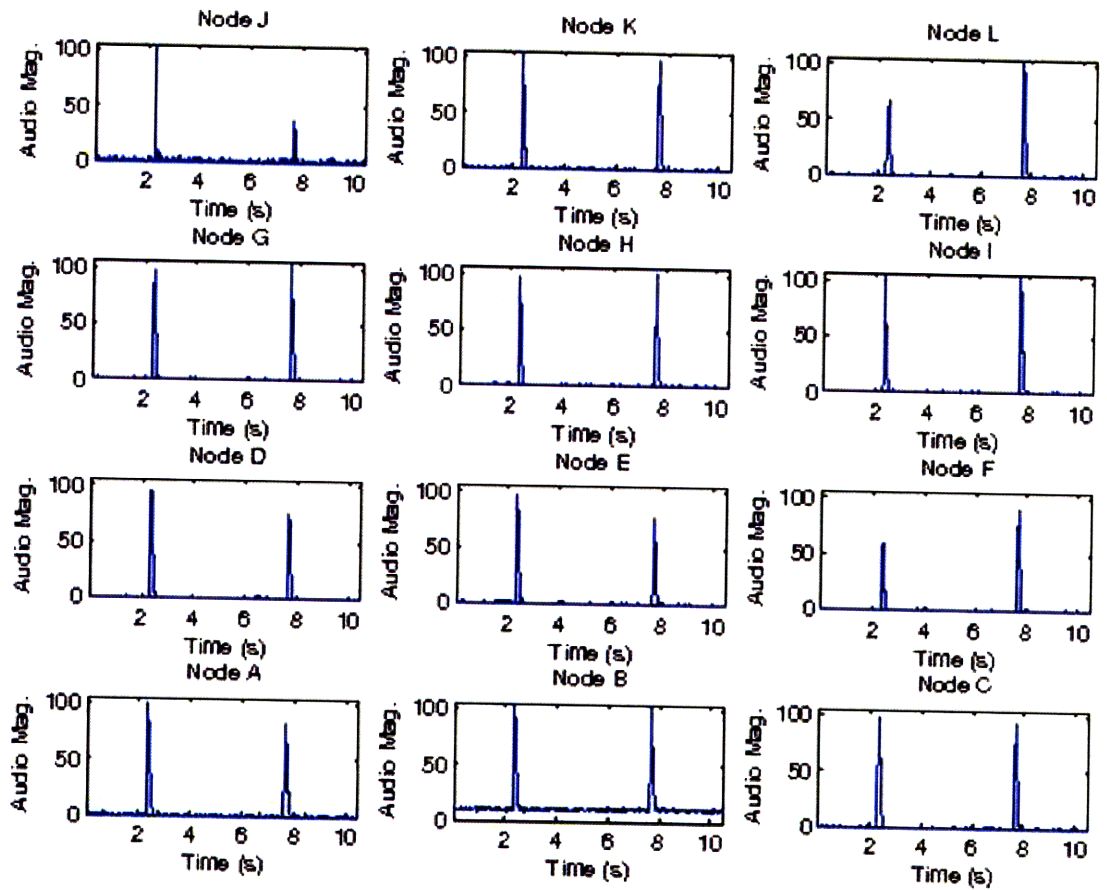 Node J
Node K
Node L
Audio Mag.
100
50
0
2 4 6 8 10
Time (s)
Audio Mag.
100
50
0
2 4 6 8 10
Time (s)
Audio Mag.
100
50
0
2 4 6 8 10
Time (s)
Node G
Node H
Node I
Audio Mag.
100
50
0
2 4 6 8 10
Time (s)
Audio Mag.
100
50
0
2 4 6 8 10
Time (s)
Audio Mag.
100
50
0
2 4 6 8 10
Time (s)
Node D
Node E
Node F
Audio Mag.
100
50
0
2 4 6 8 10
Time (s)
Audio Mag.
100
50
0
2 4 6 8 10
Time (s)
Audio Mag.
100
50
0
2 4 6 8 10
Time (s)
Node A
Node B
Node C
Audio Mag.
100
50
0
2 4 6 8 10
Time (s)
Audio Mag.
100
50
0
2 4 6 8 10
Time (s)
Audio Mag.
100
50
0
2 4 6 8 10
Time (s)